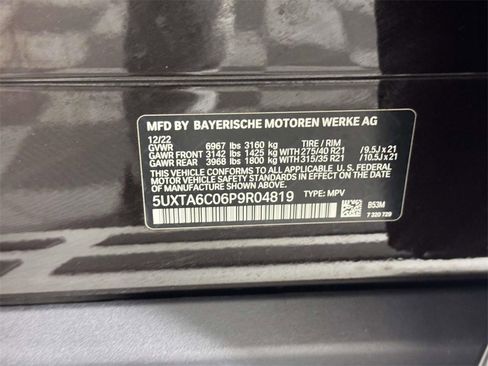 MFD BY BAYERISCHE MOTOREN WERKE AG
12/22 TIRE / RIM
GVWR 6967 lbs 3160 kg
GAWR FRONT 3142 lbs 1425 kg WITH 275/40 R21 / 9.5J x 21
GAWR REAR 3968 lbs 1800 kg WITH 315/35 R21 / 10.5J x 21
THIS VEHICLE CONFORMS TO ALL APPLICABLE U. S. FEDERAL
MOTOR VEHICLE SAFETY STANDARDS IN EFFECT ON THE DATE OF
MANUFACTURE SHOWN ABOVE.
5UXTA6C06P9R04819 TYPE: MPV
B53M
7 320 729